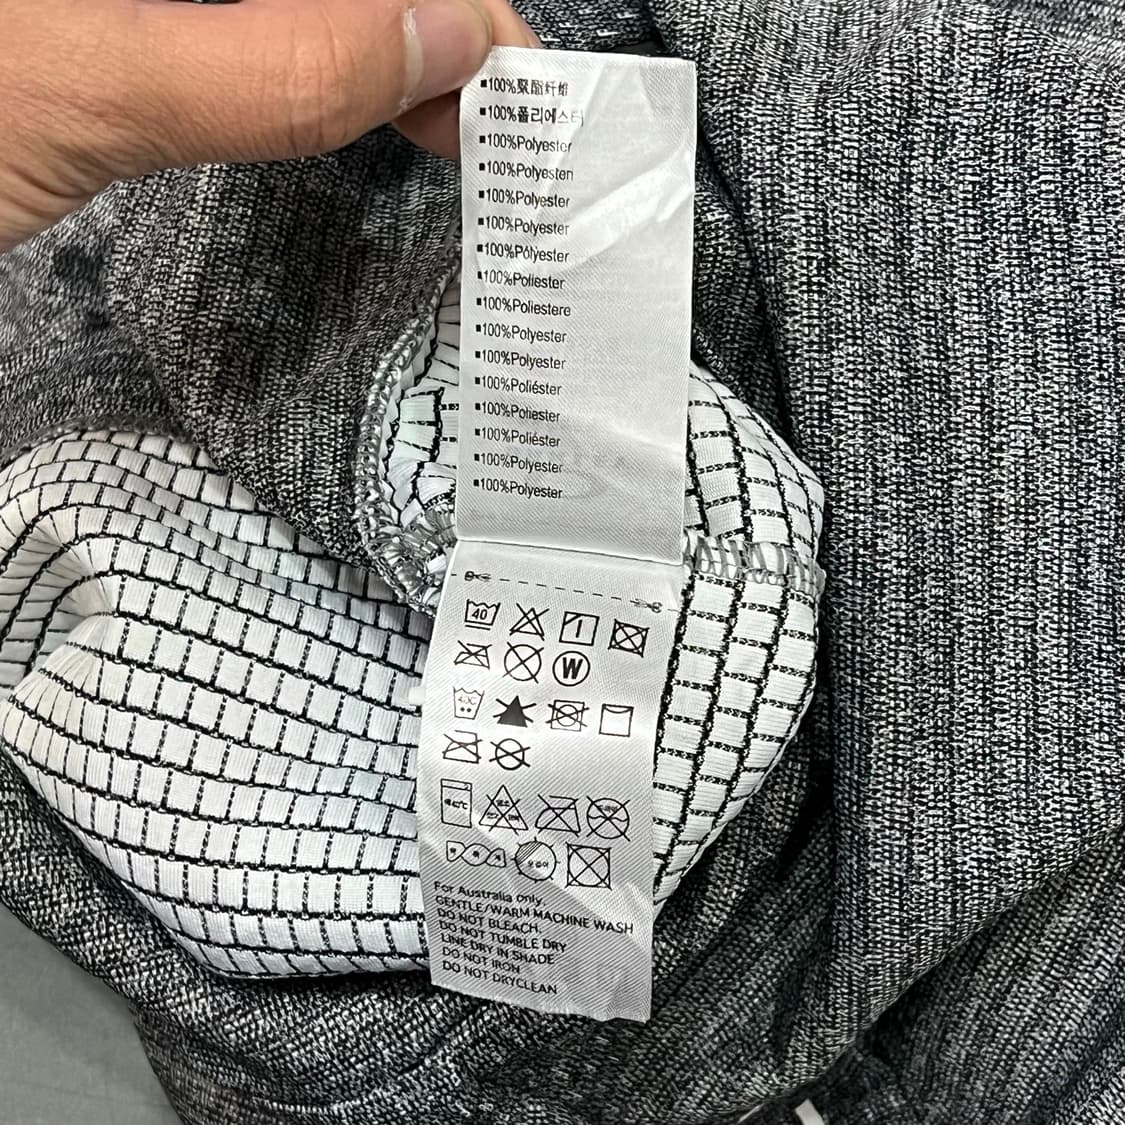 ■100%聚酯纤维
■100%폴리에스터
■100%Polyester
■100%Polyesten
■100%Polyester
■100%Polyester
■100%Polyester
■100%Poliester
■100%Poliestere
■100%Polyester
■100%Polyester
■100%Poliéster
■100%Poliester
■100%Poliéster
■100%Polyester
■100%Polyester
40
W
For Australia only.
GENTLE/WARM MACHINE WASH
DO NOT BLEACH.
DO NOT TUMBLE DRY
LINE DRY IN SHADE
DO NOT IRON
DO NOT DRYCLEAN